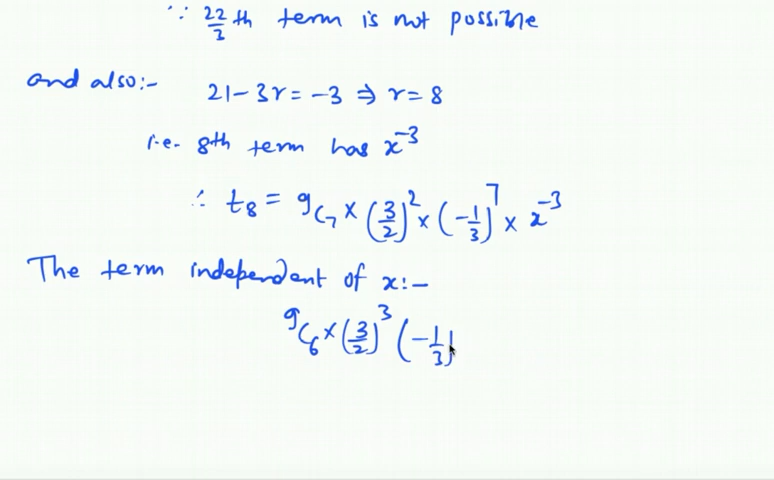 ∵ 22/3 th term is not possible
and also:-
21-3r = -3 ⇒ r = 8
i.e. 8th term has x⁻³
∴ t₈ = ⁹C₇ × (3/2)² × (-1/3)⁷ × x⁻³
The term independent of x:-
⁹C₆ × (3/2)³ (-1/3)